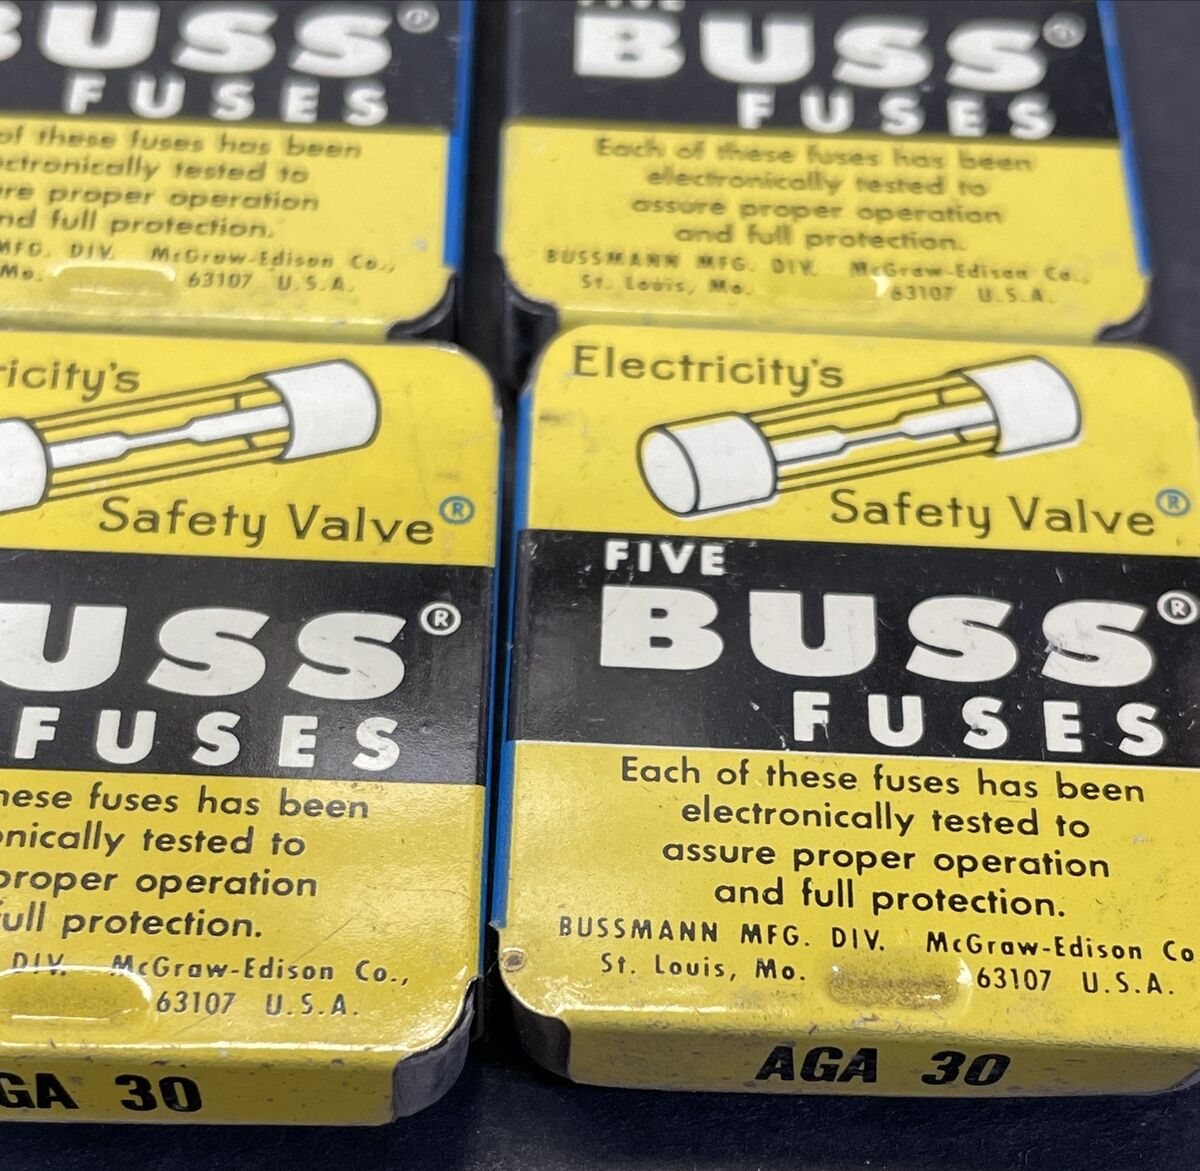 BUSS®
FUSES
of these fuses has been
tested to
proper operation
full protection.
MFG. DIV. McGraw-Edison Co.,
Mo. 63107 U.S.A.
FIVE
BUSS®
FUSES
Each of these fuses has been
electronically tested to
assure proper operation
and full protection.
BUSSMANN MFG. DIV. McGraw-Edison Co.,
St. Louis, Mo. 63107 U.S.A.
icity's
Safety Valve®
USS®
FUSES
hese fuses has been
onically tested to
proper operation
ull protection.
DIV. McGraw-Edison Co.,
63107 U.S.A.
GA 30
Electricity's
Safety Valve®
FIVE
BUSS®
FUSES
Each of these fuses has been
electronically tested to
assure proper operation
and full protection.
BUSSMANN MFG. DIV. McGraw-Edison Co
St. Louis, Mo. 63107 U.S.A.
AGA 30